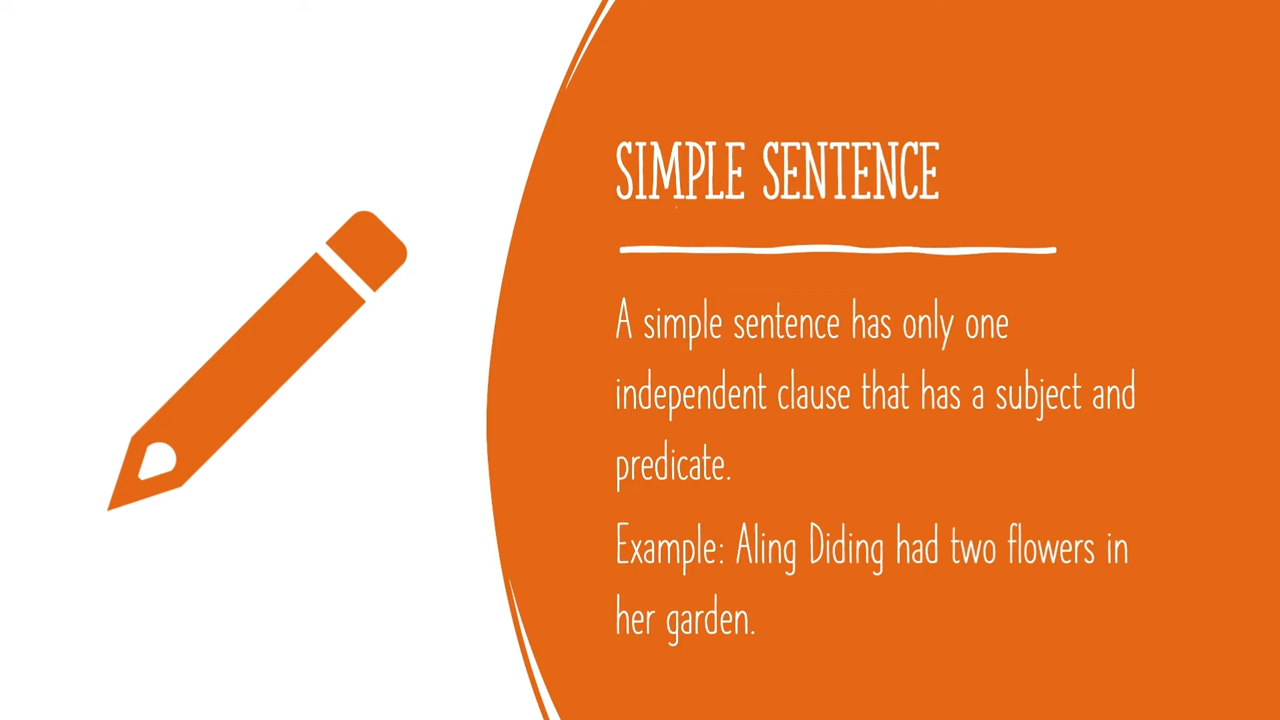 SIMPLE SENTENCE
A simple sentence has only one
independent clause that has a subject and
predicate.
Example: Aling Diding had two flowers in
her garden.